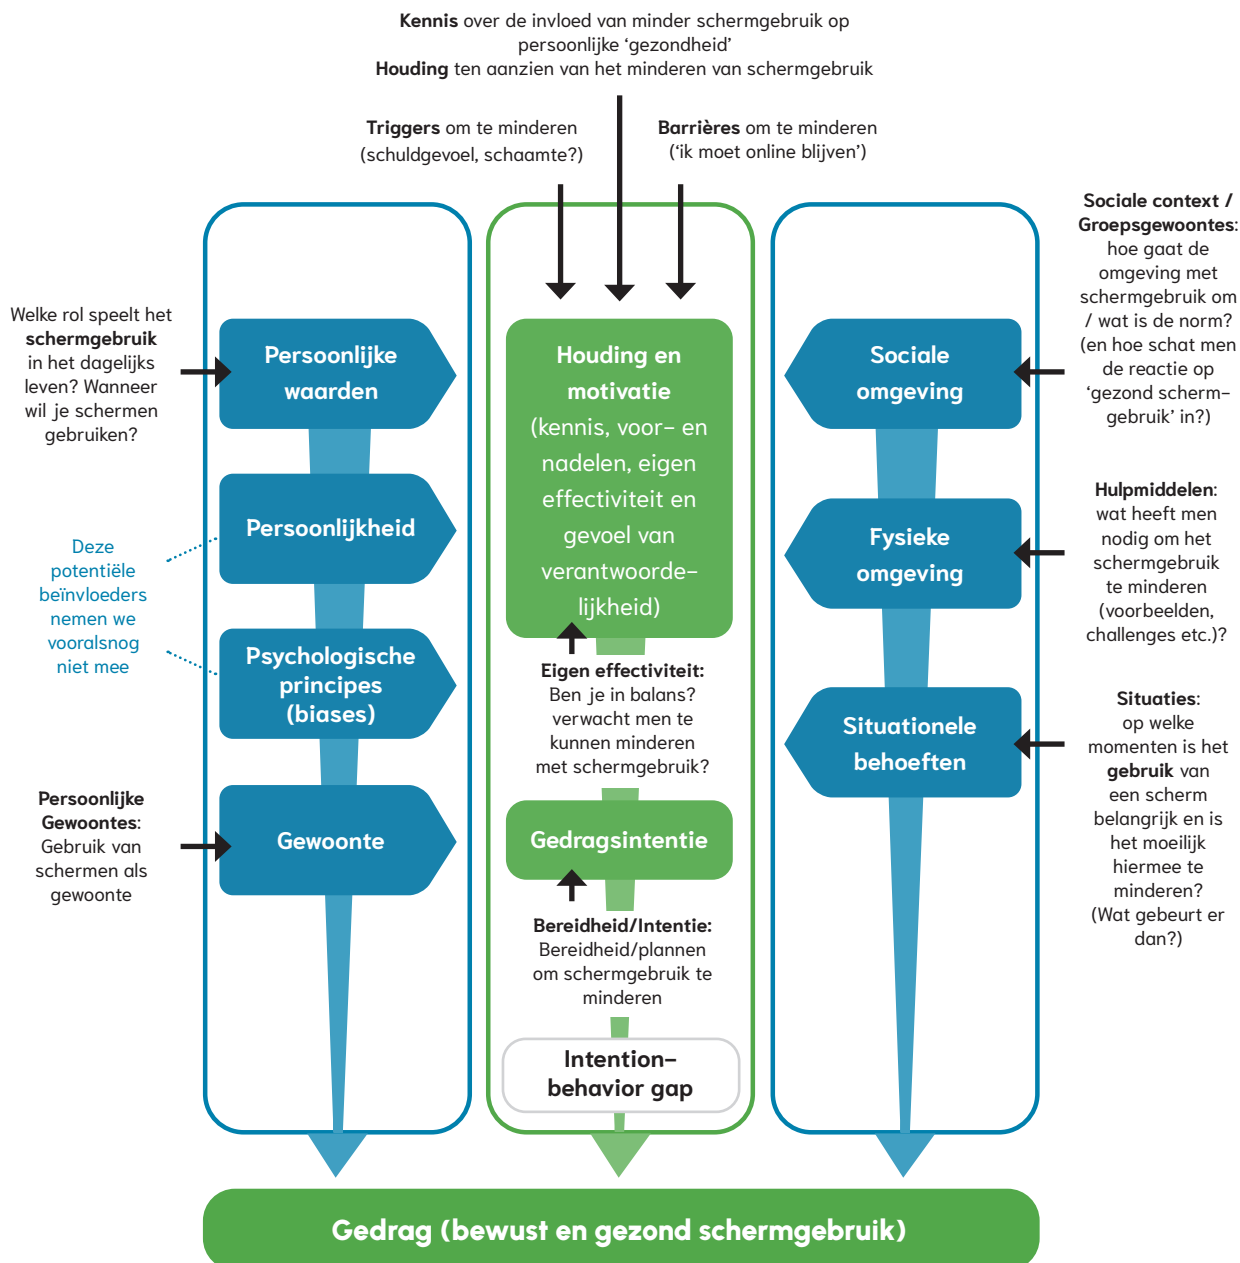 Kennis over de invloed van minder schermgebruik op
persoonlijke ‘gezondheid’
Houding ten aanzien van het minderen van schermgebruik
Triggers om te minderen
(schuldgevoel, schaamte?)
Barrières om te minderen
(‘ik moet online blijven’)
Welke rol speelt het
schermgebruik
in het dagelijks
leven? Wanneer
wil je schermen
gebruiken?
Deze
potentiële
beïnvloeders
nemen we
vooralsnog
niet mee
Persoonlijke
Gewoontes:
Gebruik van
schermen als
gewoonte
Persoonlijke
waarden
Persoonlijkheid
Psychologische
principes
(biases)
Gewoonte
Houding en
motivatie
(kennis, voor- en
nadelen, eigen
effectiviteit en
gevoel van
verantwoorde-
lijkheid)
Eigen effectiviteit:
Ben je in balans?
verwacht men te
kunnen minderen
met schermgebruik?
Gedragsintentie
Bereidheid/Intentie:
Bereidheid/plannen
om schermgebruik te
minderen
Intention-
behavior gap
Sociale
omgeving
Fysieke
omgeving
Situationele
behoeften
Sociale context /
Groepsgewoontes:
hoe gaat de
omgeving met
schermgebruik om
/ wat is de norm?
(en hoe schat men
de reactie op
‘gezond scherm-
gebruik’ in?)
Hulpmiddelen:
wat heeft men
nodig om het
schermgebruik
te minderen
(voorbeelden,
challenges etc.)?
Situaties:
op welke
momenten is het
gebruik van
een scherm
belangrijk en is
het moeilijk
hiermee te
minderen?
(Wat gebeurt er
dan?)
Gedrag (bewust en gezond schermgebruik)